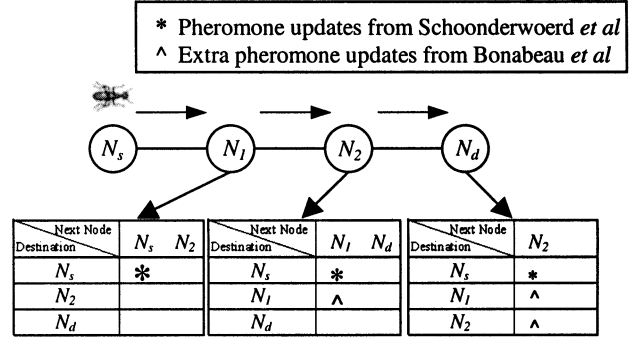 * Pheromone updates from Schoonderwoerd et al
^ Extra pheromone updates from Bonabeau et al
Ns N1 N2 Nd
Next Node Destination Ns N2
Ns *
N2
Nd
Next Node Destination N1 Nd
Ns *
N1 ^
Nd
Next Node Destination N2
Ns *
N1 ^
N2 ^